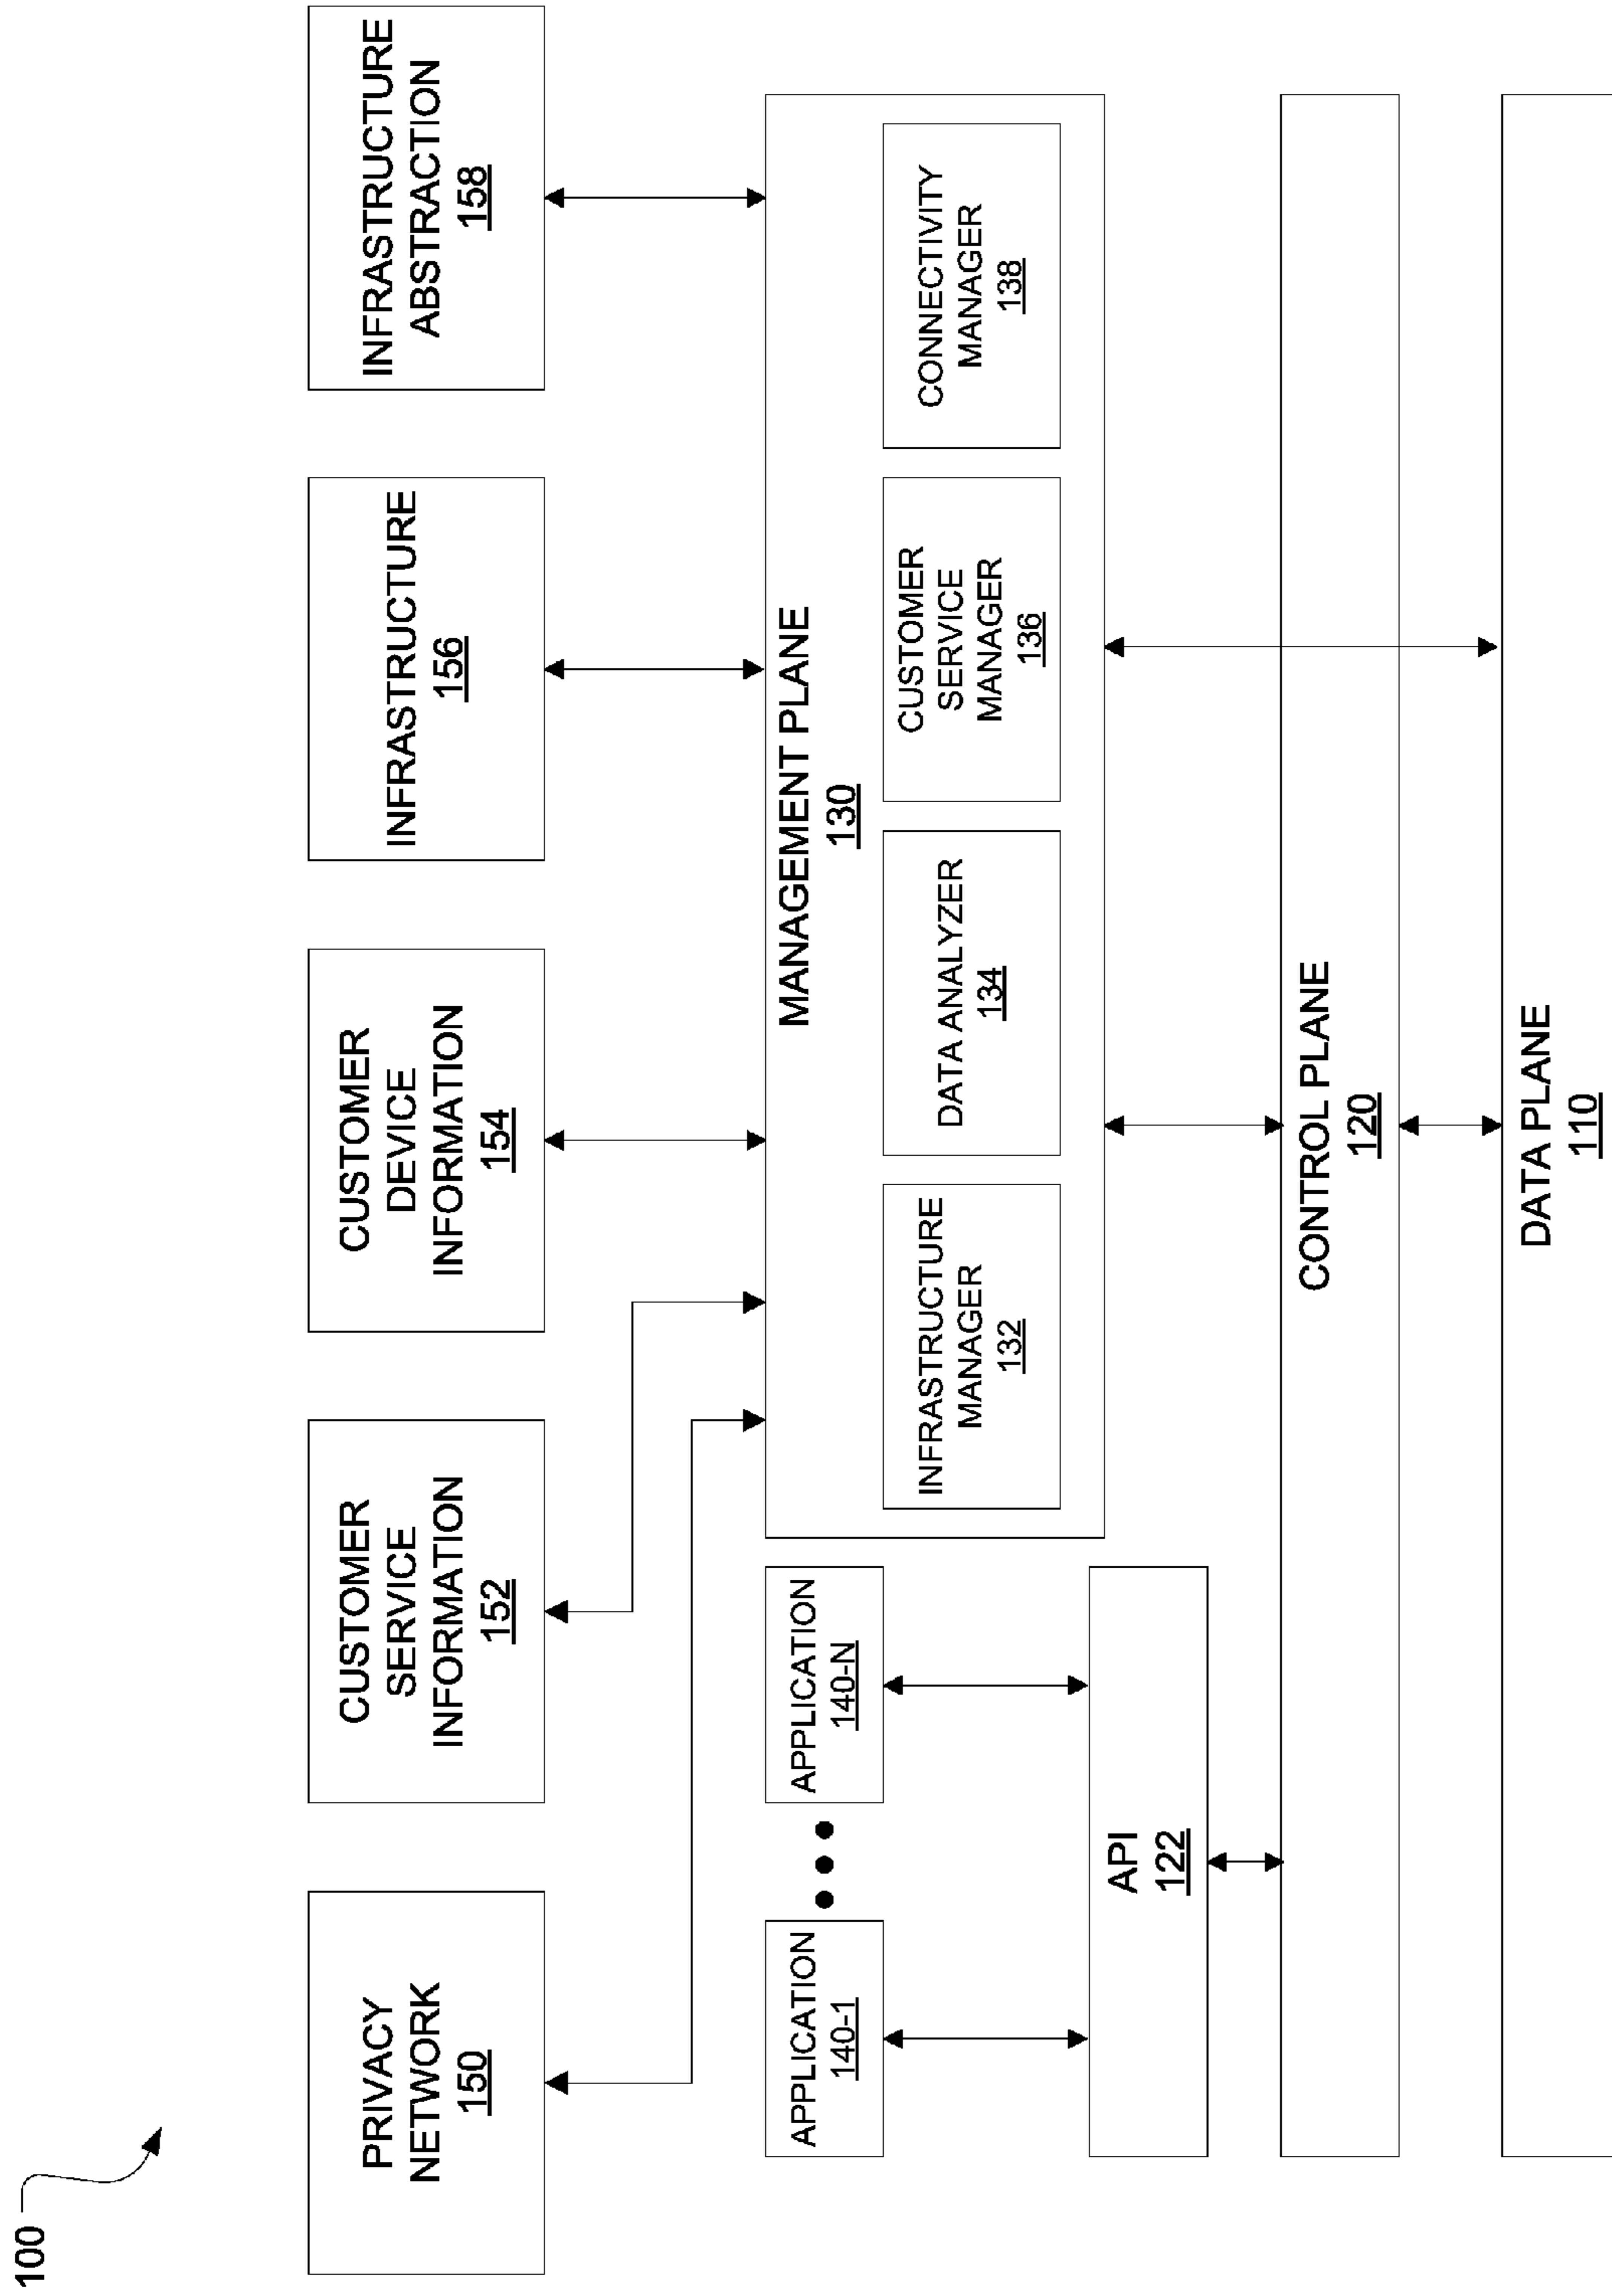 100
PRIVACY
NETWORK
150
CUSTOMER
SERVICE
INFORMATION
152
CUSTOMER
DEVICE
INFORMATION
154
INFRASTRUCTURE
156
INFRASTRUCTURE
ABSTRACTION
158
APPLICATION
140-1
APPLICATION
140-N
MANAGEMENT PLANE
130
INFRASTRUCTURE
MANAGER
132
DATA ANALYZER
134
CUSTOMER
SERVICE
MANAGER
136
CONNECTIVITY
MANAGER
138
API
122
CONTROL PLANE
120
DATA PLANE
110